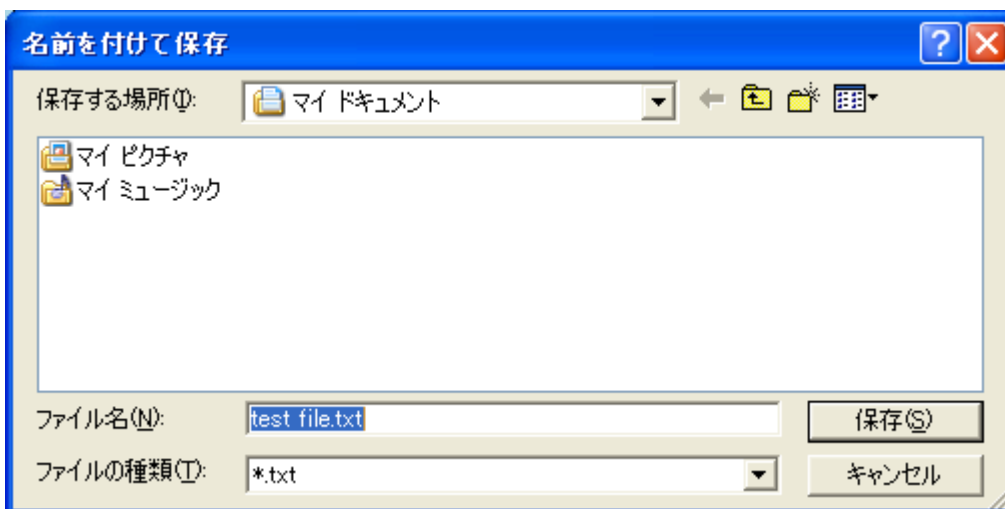 名前を付けて保存
保存する場所(I):
マイ ドキュメント
マイ ピクチャ
マイ ミュージック
ファイル名(N):
test file.txt
保存(S)
ファイルの種類(T):
*.txt
キャンセル